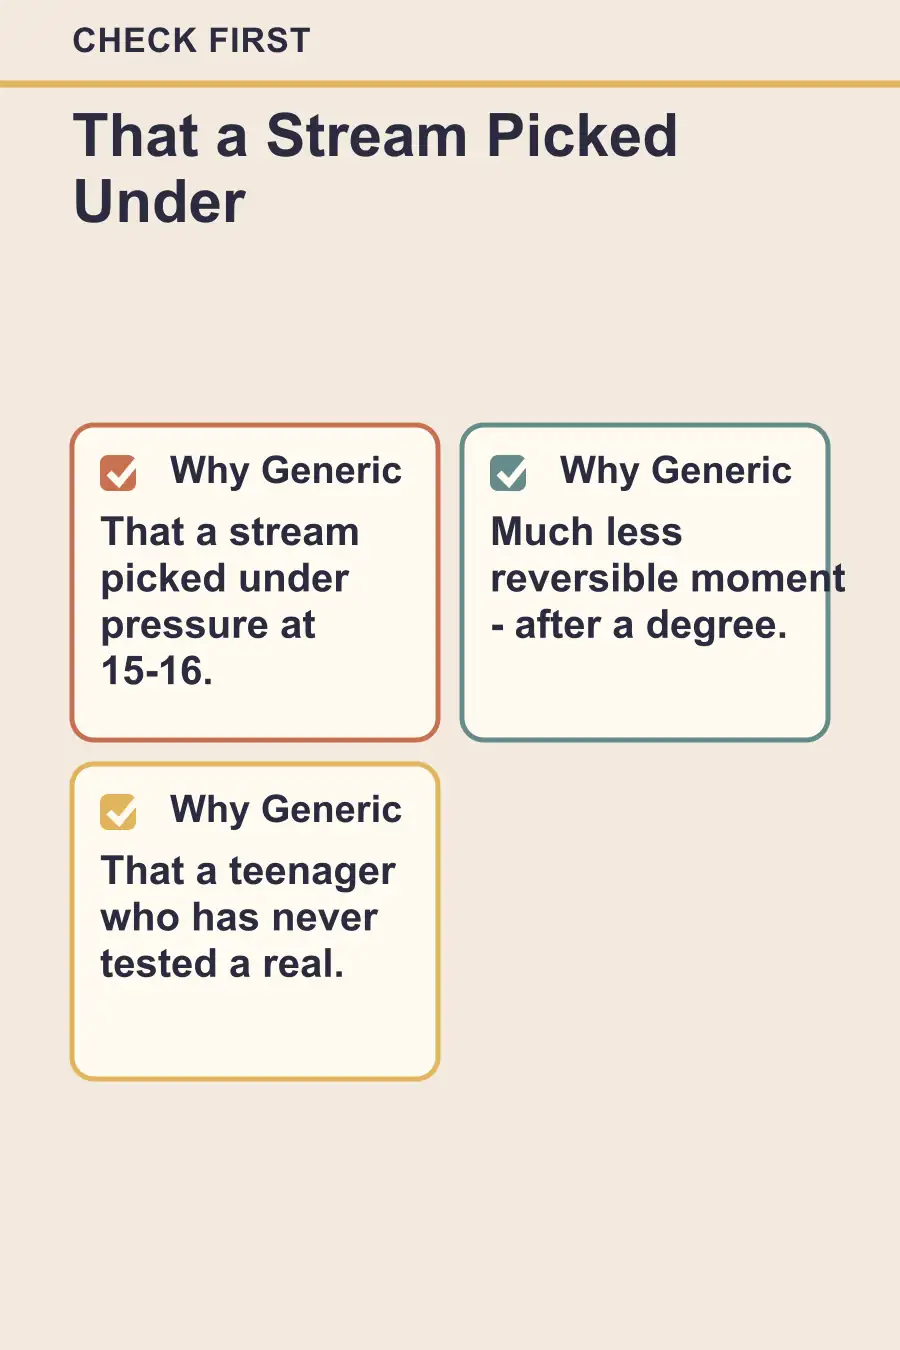 CHECK FIRST
That a Stream Picked
Under
Why Generic
That a stream
picked under
pressure at
15-16.
Why Generic
Much less
reversible moment
- after a degree.
Why Generic
That a teenager
who has never
tested a real.